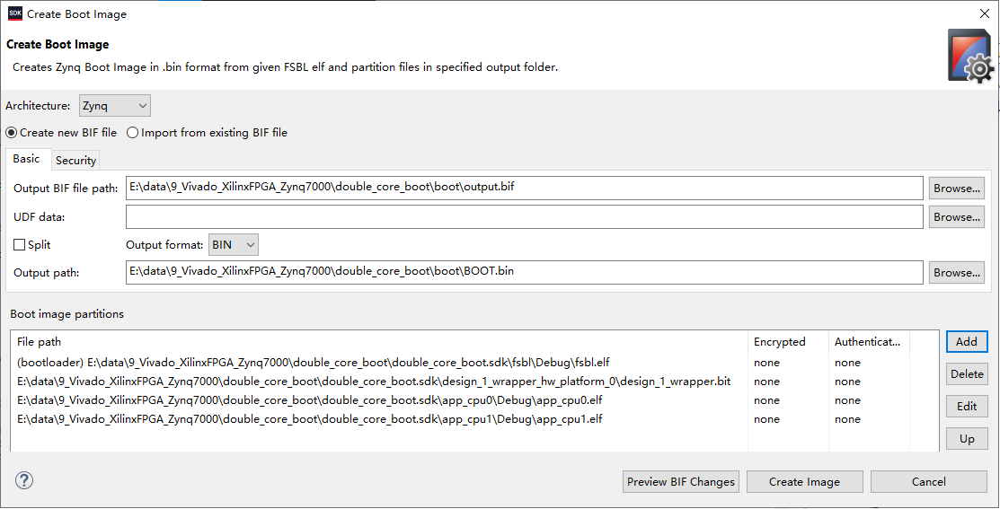 SDK Create Boot Image
Create Boot Image
Creates Zynq Boot Image in .bin format from given FSBL elf and partition files in specified output folder.
Architecture: Zynq
Create new BIF file Import from existing BIF file
Basic Security
Output BIF file path: E:\data\9_Vivado_XilinxFPGA_Zynq7000\double_core_boot\boot\output.bif Browse...
UDF data: Browse...
Split Output format: BIN
Output path: E:\data\9_Vivado_XilinxFPGA_Zynq7000\double_core_boot\boot\BOOT.bin Browse...
Boot image partitions
File path Encrypted Authenticat... Add
(bootloader) E:\data\9_Vivado_XilinxFPGA_Zynq7000\double_core_boot\double_core_boot.sdk\fsbl\Debug\fsbl.elf none none
Delete
E:\data\9_Vivado_XilinxFPGA_Zynq7000\double_core_boot\double_core_boot.sdk\design_1_wrapper_hw_platform_0\design_1_wrapper.bit none none
E:\data\9_Vivado_XilinxFPGA_Zynq7000\double_core_boot\double_core_boot.sdk\app_cpu0\Debug\app_cpu0.elf none none
Edit
E:\data\9_Vivado_XilinxFPGA_Zynq7000\double_core_boot\double_core_boot.sdk\app_cpu1\Debug\app_cpu1.elf none none
Up
? Preview BIF Changes Create Image Cancel